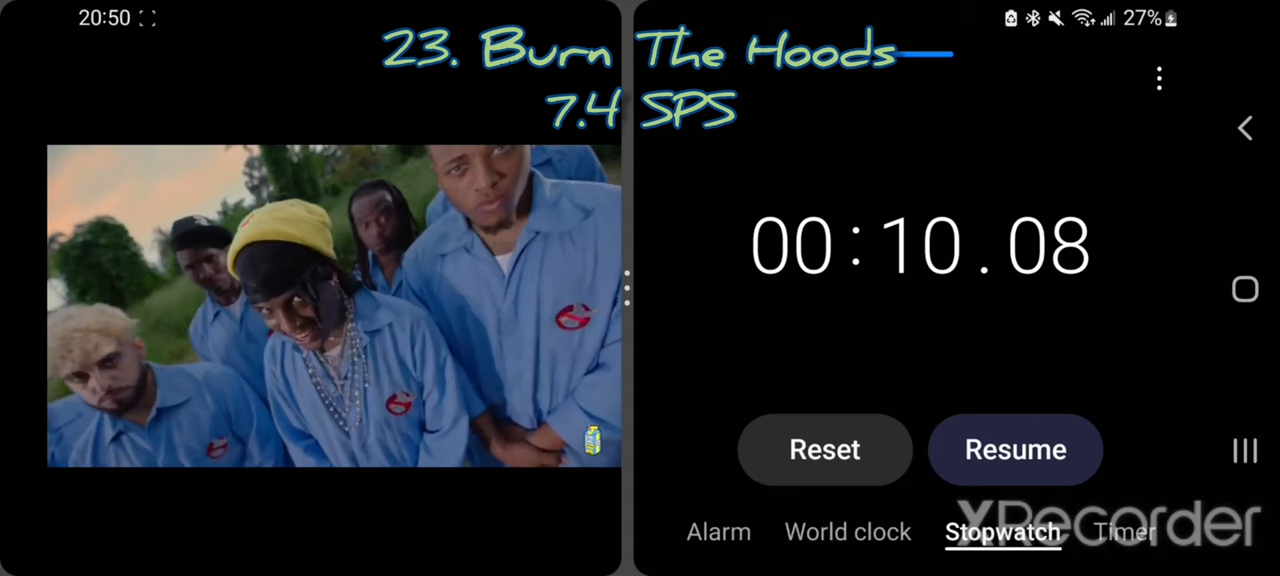 20:50
27%
23. Burn The Hoods
7.4 SPS
00:10.08
Reset
Resume
Alarm
World clock
Stopwatch
Timer
XRecorder